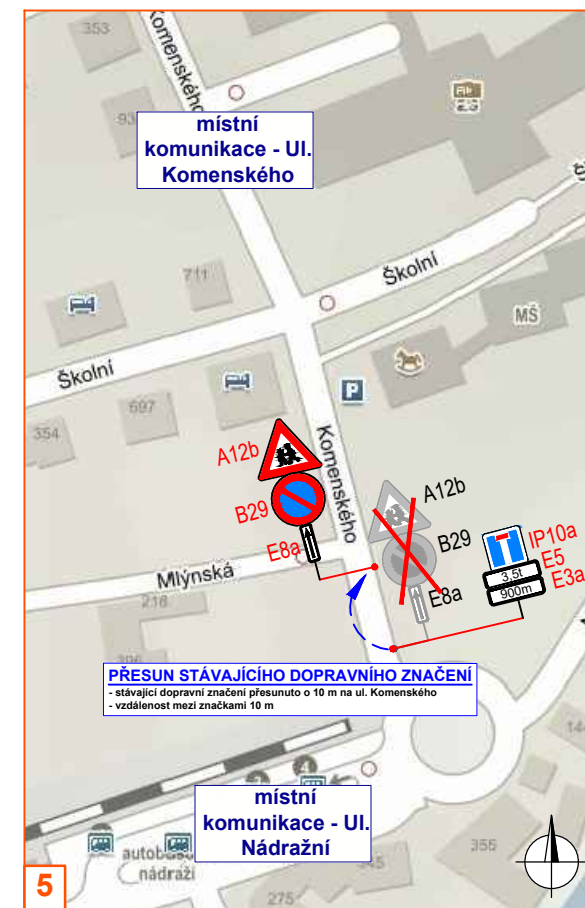 353
Komenského
93
místní
komunikace - Ul.
Komenského
Školní
711
MŠ
Školní
P
697
354
Komenského
A12b
B29
E8a
A12b
B29
E8a
IP10a
E5
E3a
3,5t
900m
Mlýnská
218
PŘESUN STÁVAJÍCÍHO DOPRAVNÍHO ZNAČENÍ
- stávající dopravní značení přesunuto o 10 m na ul. Komenského
- vzdálenost mezi značkami 10 m
místní
komunikace - Ul.
Nádražní
nádraží
355
275
5